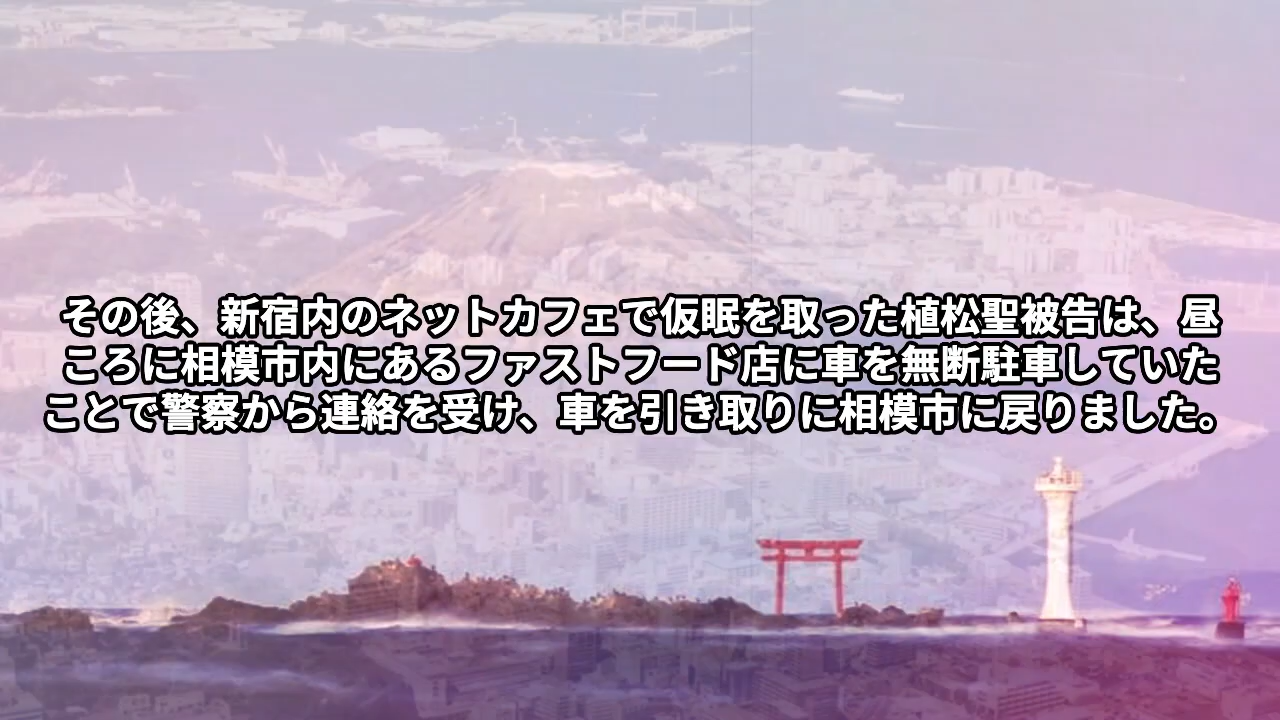 その後、新宿内のネットカフェで仮眠を取った植松聖被告は、昼
ころに相模市内にあるファストフード店に車を無断駐車していた
ことで警察から連絡を受け、車を引き取りに相模市に戻りました。